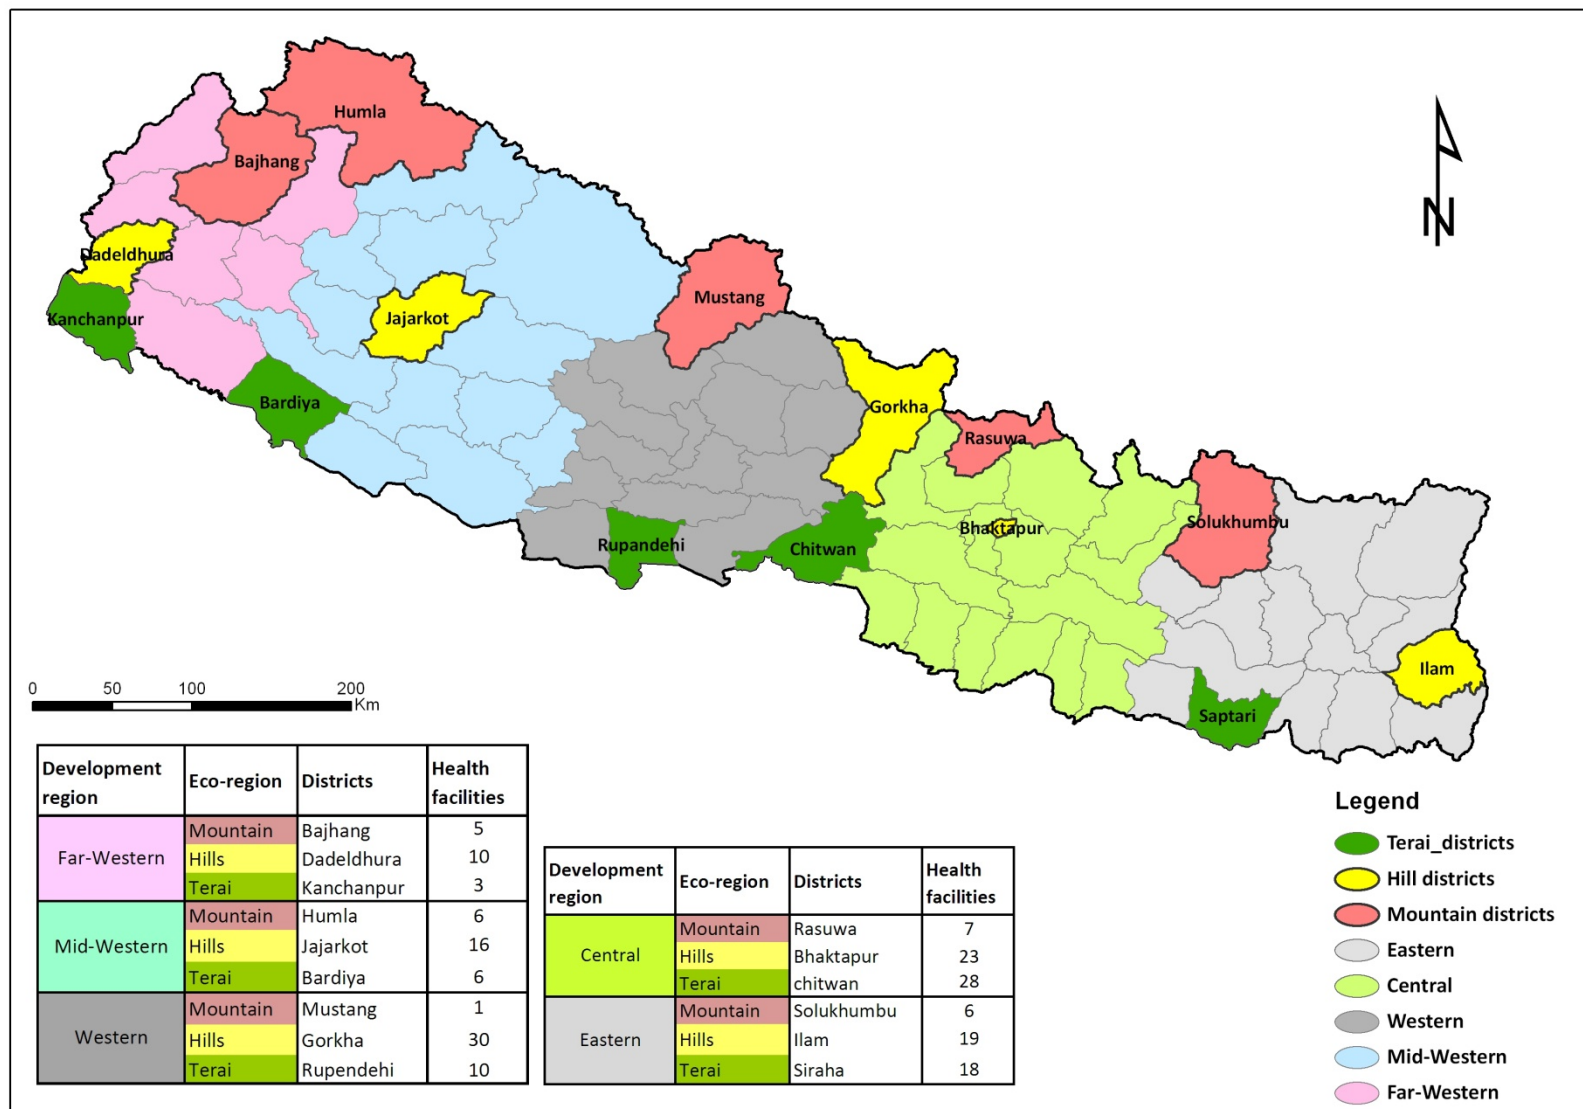 Humla
Bajhang
Dadeldhura
Kanchanpur
Jajarkot
Mustang
Bardiya
Gorkha
Rasuwa
Rupandehi
Chitwan
Bhaktapur
Solukhumbu
Ilam
Saptari
N
0 50 100 200
Km
Development region Eco-region Districts Health facilities
Far-Western Mountain Bajhang 5
Hills Dadeldhura 10
Terai Kanchanpur 3
Mid-Western Mountain Humla 6
Hills Jajarkot 16
Terai Bardiya 6
Western Mountain Mustang 1
Hills Gorkha 30
Terai Rupendehi 10
Development region Eco-region Districts Health facilities
Central Mountain Rasuwa 7
Hills Bhaktapur 23
Terai chitwan 28
Eastern Mountain Solukhumbu 6
Hills Ilam 19
Terai Siraha 18
Legend
Terai_districts
Hill districts
Mountain districts
Eastern
Central
Western
Mid-Western
Far-Western